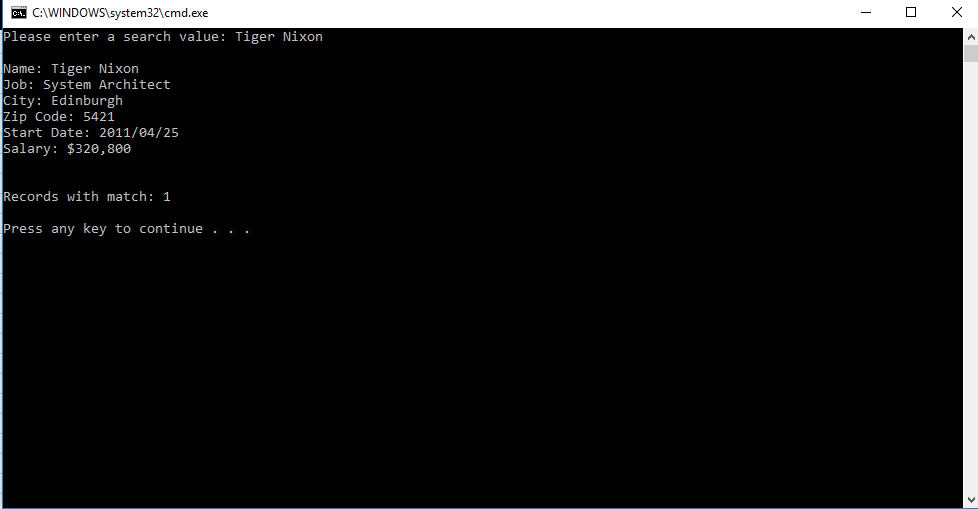 C:\WINDOWS\system32\cmd.exe
Please enter a search value: Tiger Nixon
Name: Tiger Nixon
Job: System Architect
City: Edinburgh
Zip Code: 5421
Start Date: 2011/04/25
Salary: $320,800
Records with match: 1
Press any key to continue . . .